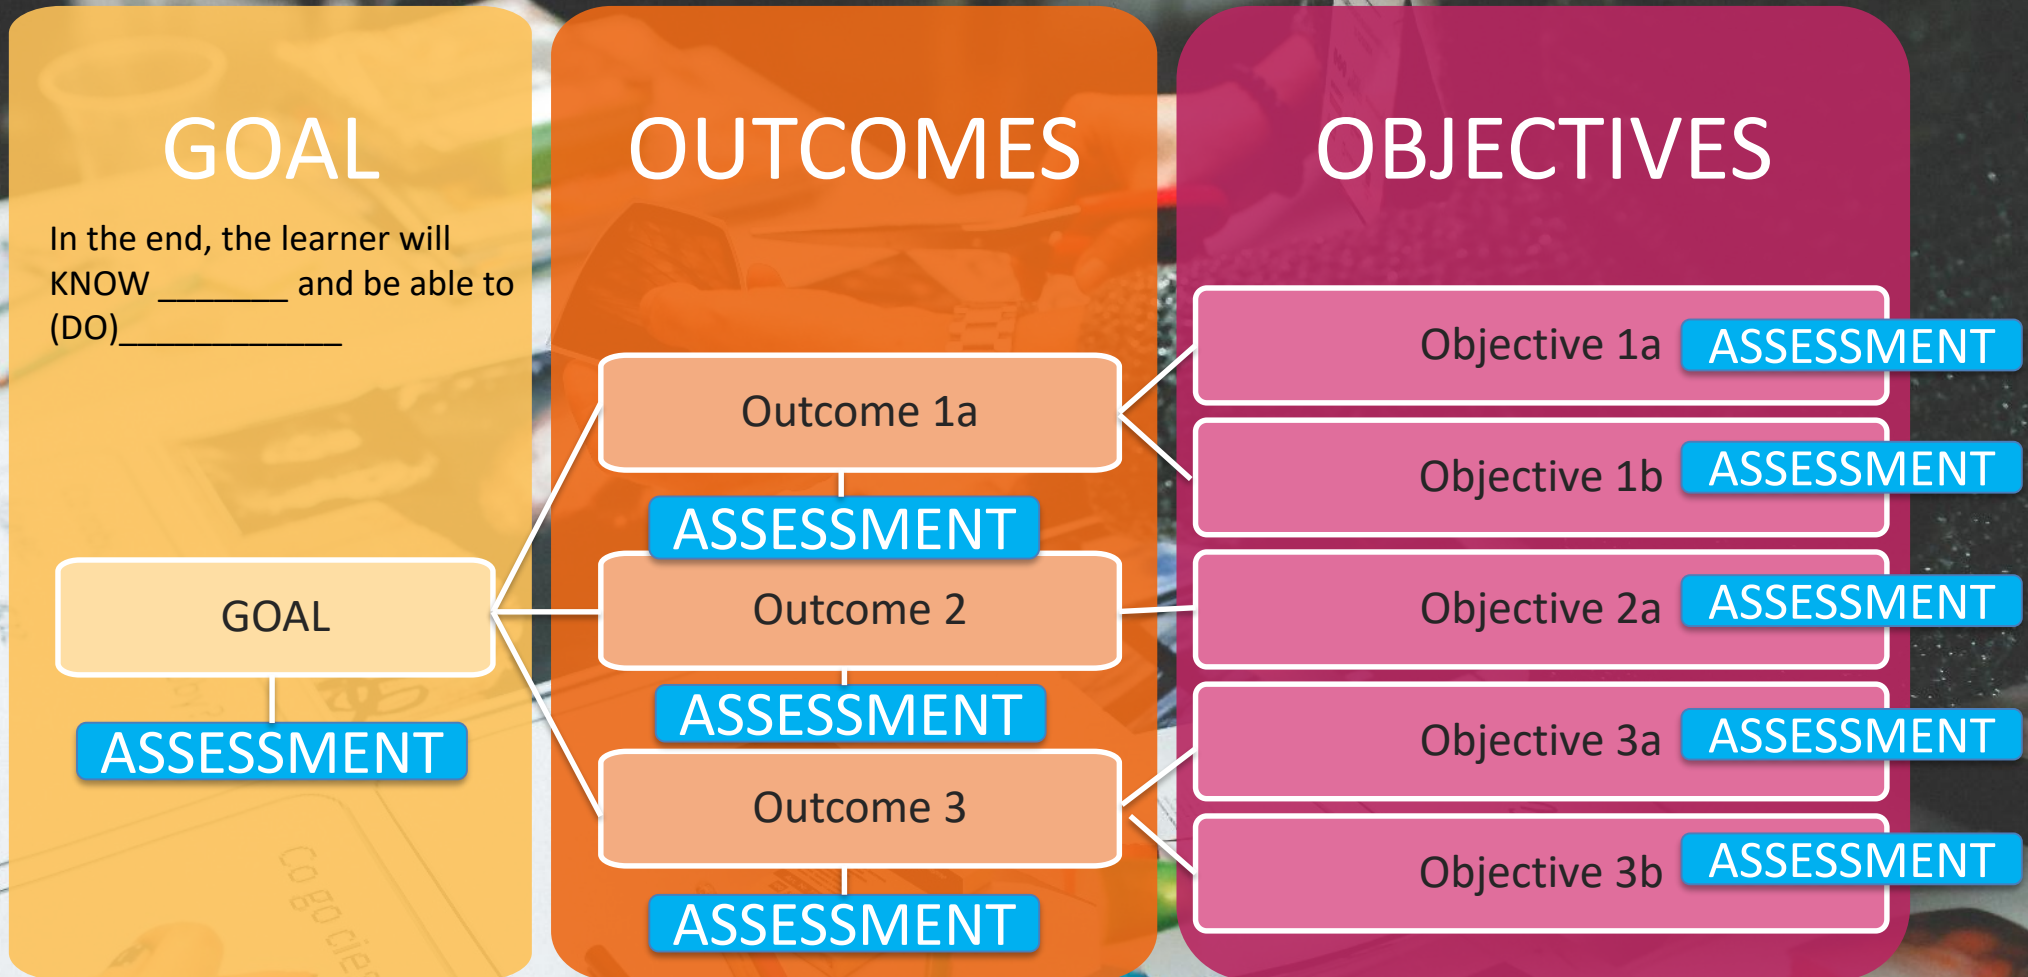 GOAL
In the end, the learner will
KNOW _______ and be able to
(DO)____________
GOAL
ASSESSMENT
OUTCOMES
Outcome 1a
ASSESSMENT
Outcome 2
ASSESSMENT
Outcome 3
ASSESSMENT
OBJECTIVES
Objective 1a ASSESSMENT
Objective 1b ASSESSMENT
Objective 2a ASSESSMENT
Objective 3a ASSESSMENT
Objective 3b ASSESSMENT